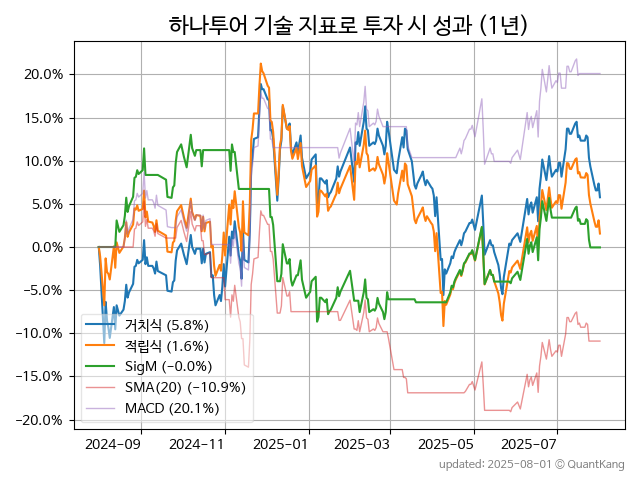 하나투어 기술 지표로 투자 시 성과 (1년)
20.0%
15.0%
10.0%
5.0%
0.0%
−5.0%
−10.0%
−15.0%
−20.0%
거치식 (5.8%)
적립식 (1.6%)
SigM (−0.0%)
SMA(20) (−10.9%)
MACD (20.1%)
2024-09 2024-11 2025-01 2025-03 2025-05 2025-07
updated: 2025-08-01 © QuantKang